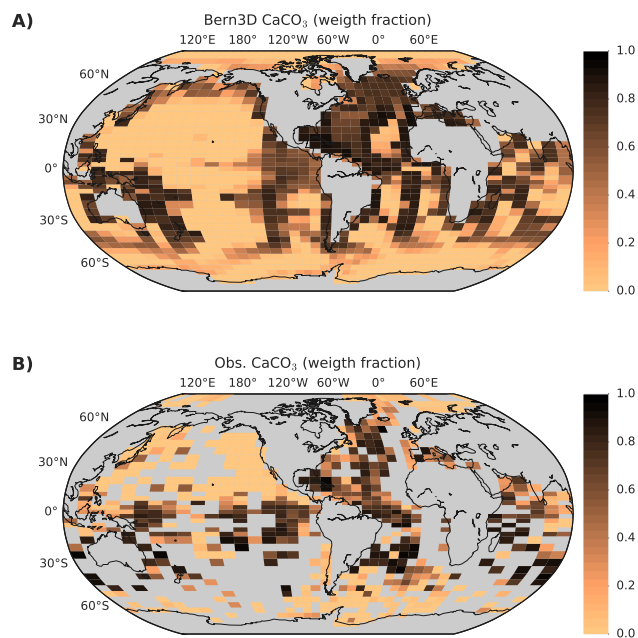 A)
Bern3D CaCO₃ (weigth fraction)
120°E 180° 120°W 60°W 0° 60°E
60°N
30°N
0°
30°S
60°S
1.0
0.8
0.6
0.4
0.2
0.0
B)
Obs. CaCO₃ (weigth fraction)
120°E 180° 120°W 60°W 0° 60°E
60°N
30°N
0°
30°S
60°S
1.0
0.8
0.6
0.4
0.2
0.0